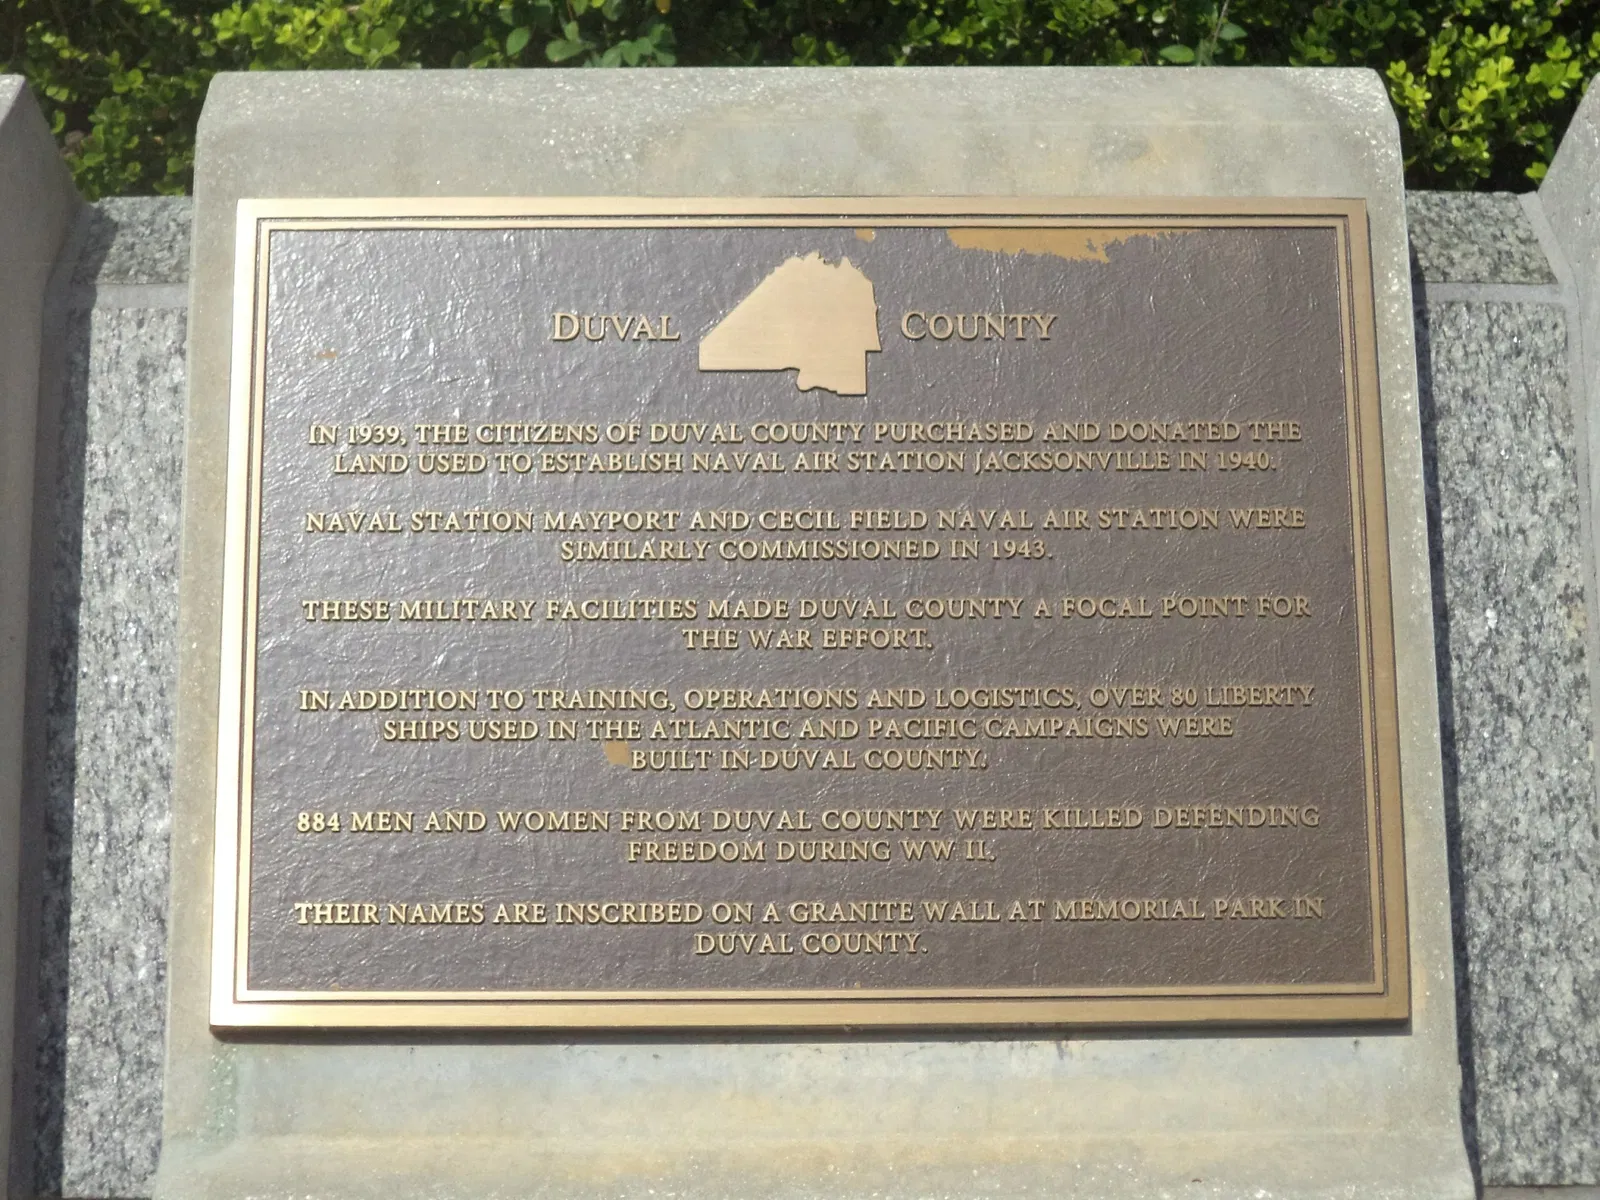 DUVAL COUNTY
IN 1939, THE CITIZENS OF DUVAL COUNTY PURCHASED AND DONATED THE
LAND USED TO ESTABLISH NAVAL AIR STATION JACKSONVILLE IN 1940.
NAVAL STATION MAYPORT AND CECIL FIELD NAVAL AIR STATION WERE
SIMILARLY COMMISSIONED IN 1943.
THESE MILITARY FACILITIES MADE DUVAL COUNTY A FOCAL POINT FOR
THE WAR EFFORT.
IN ADDITION TO TRAINING, OPERATIONS AND LOGISTICS, OVER 80 LIBERTY
SHIPS USED IN THE ATLANTIC AND PACIFIC CAMPAIGNS WERE
BUILT IN DUVAL COUNTY.
884 MEN AND WOMEN FROM DUVAL COUNTY WERE KILLED DEFENDING
FREEDOM DURING WW II.
THEIR NAMES ARE INSCRIBED ON A GRANITE WALL AT MEMORIAL PARK IN
DUVAL COUNTY.